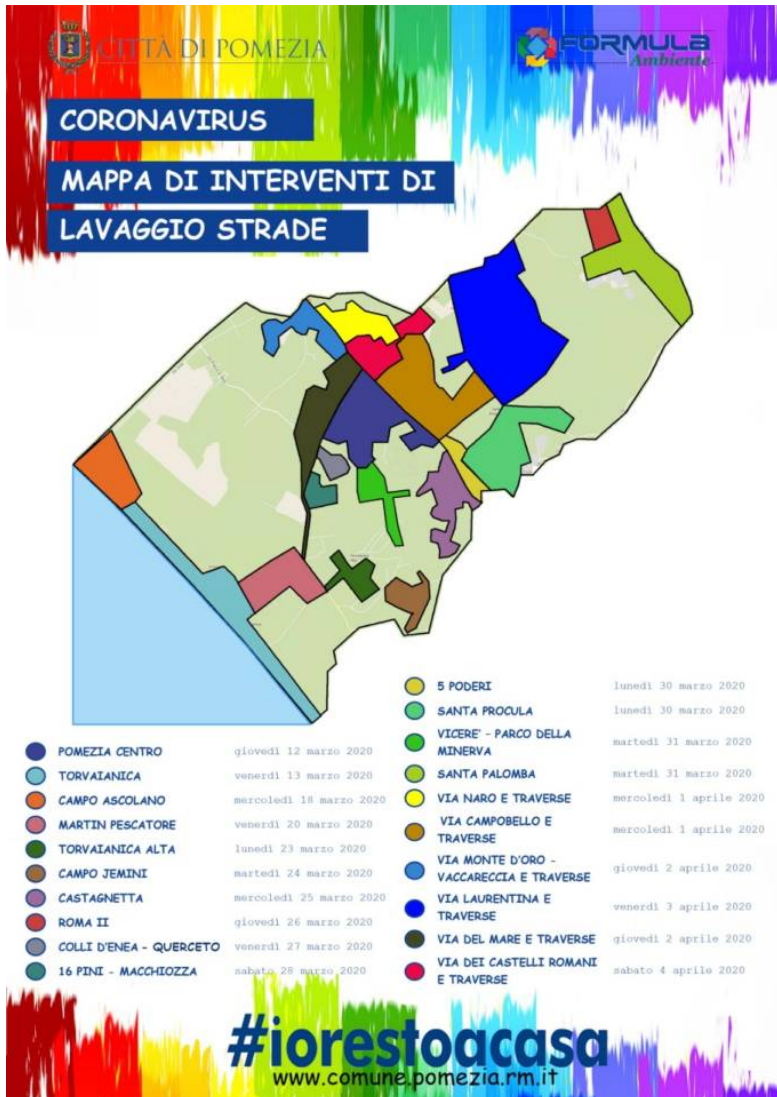 CITTÀ DI POMEZIA
FORMULA
Ambiente
CORONAVIRUS
MAPPA DI INTERVENTI DI
LAVAGGIO STRADE
5 PODERI lunedì 30 marzo 2020
SANTA PROCULA lunedì 30 marzo 2020
VICERE' - PARCO DELLA
MINERVA martedì 31 marzo 2020
SANTA PALOMBA martedì 31 marzo 2020
VIA NARO E TRAVERSE mercoledì 1 aprile 2020
VIA CAMPOBELLO E
TRAVERSE mercoledì 1 aprile 2020
VIA MONTE D'ORO -
VACCARECCIA E TRAVERSE giovedì 2 aprile 2020
VIA LAURENTINA E
TRAVERSE venerdì 3 aprile 2020
VIA DEL MARE E TRAVERSE giovedì 2 aprile 2020
VIA DEI CASTELLI ROMANI
E TRAVERSE sabato 4 aprile 2020
POMEZIA CENTRO giovedì 12 marzo 2020
TORVAIANICA venerdì 13 marzo 2020
CAMPO ASCOLANO mercoledì 18 marzo 2020
MARTIN PESCATORE venerdì 20 marzo 2020
TORVAIANICA ALTA lunedì 23 marzo 2020
CAMPO JEMINI martedì 24 marzo 2020
CASTAGNETTA mercoledì 25 marzo 2020
ROMA II giovedì 26 marzo 2020
COLLI D'ENEA - QUERCETO venerdì 27 marzo 2020
16 PINI - MACCHIOZZA sabato 28 marzo 2020
#iorestoacasa
www.comune.pomezia.rm.it